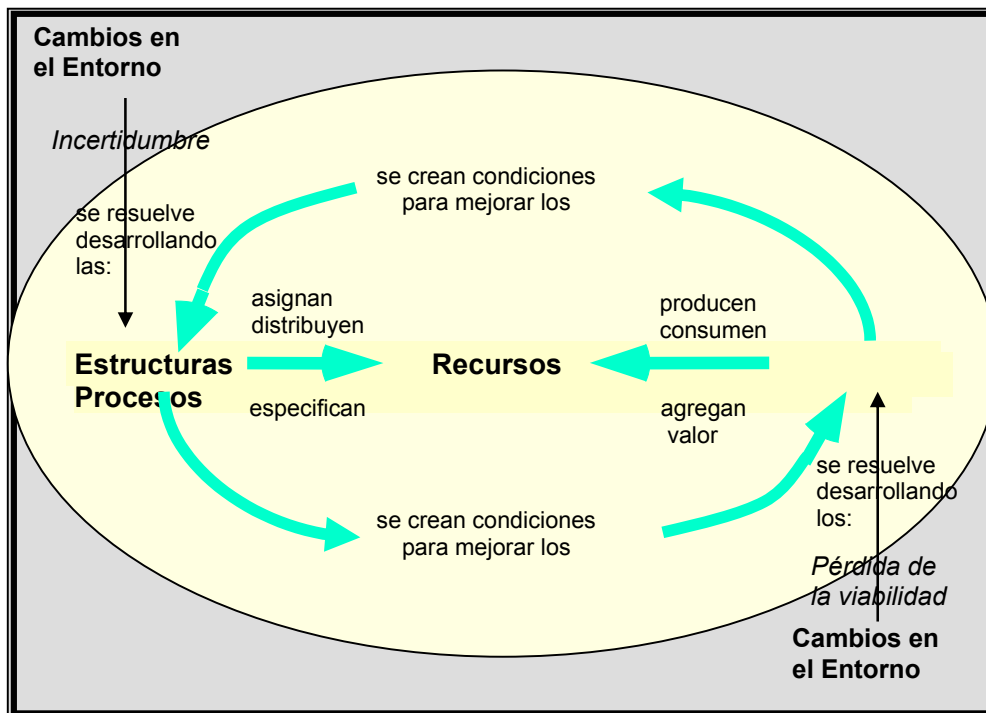 Cambios en
el Entorno
Incertidumbre
se crean condiciones
para mejorar los
se resuelve
desarrollando
las:
asignan
distribuyen
producen
consumen
Estructuras
Procesos
Recursos
especifican
agregan
valor
se resuelve
desarrollando
los:
se crean condiciones
para mejorar los
Pérdida de
la viabilidad
Cambios en
el Entorno